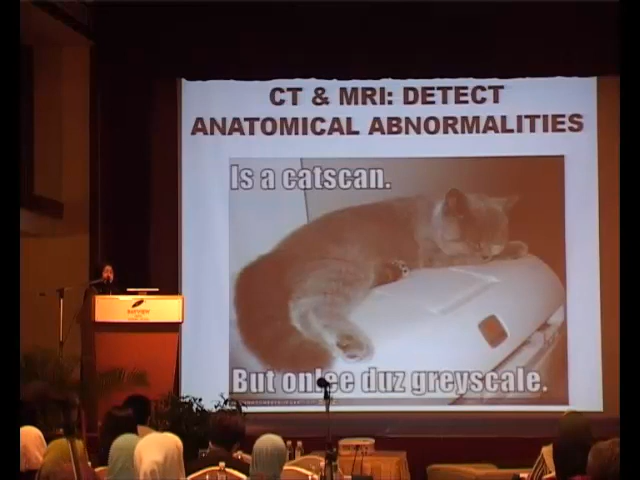 CT & MRI: DETECT
ANATOMICAL ABNORMALITIES
Is a catscan.
But onlee duz greyscale.